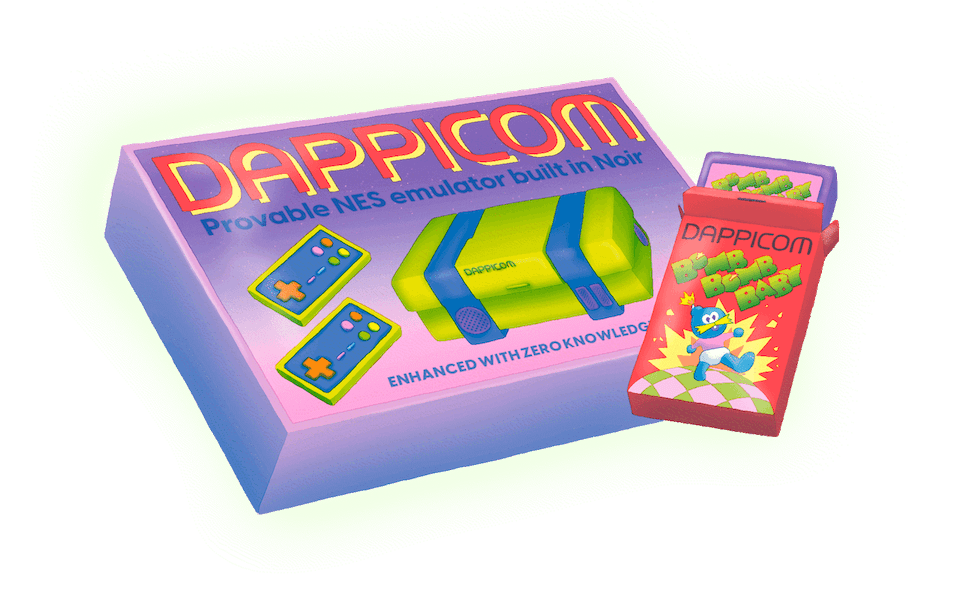 DAPPICOM
Provable NES emulator built in Noir
DAPPICOM
ENHANCED WITH ZERO KNOWLEDG
DAPPICOM
BOMB
BOMB
BABY